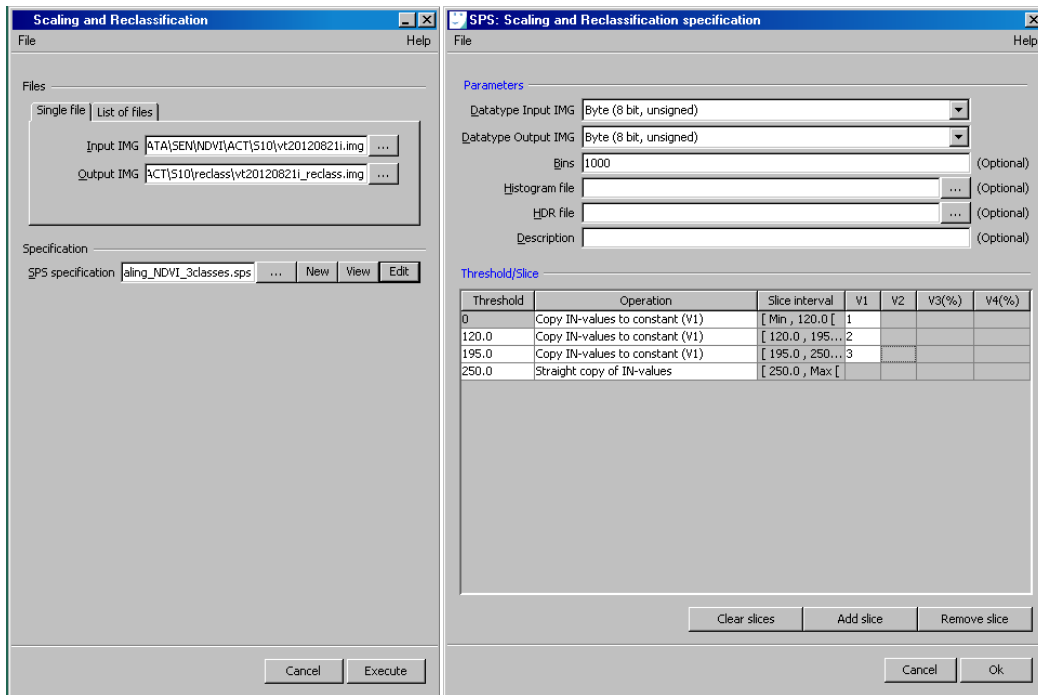 Scaling and Reclassification
File Help
Files
Single file List of files
Input IMG ATA\SEN\NDVI\ACT\S10\vt20120821i.img ...
Output IMG ACT\S10\reclass\vt20120821i_reclass.img ...
Specification
SPS specification aling_NDVI_3classes.sps ... New View Edit
Cancel Execute
SPS: Scaling and Reclassification specification
File Help
Parameters
Datatype Input IMG Byte (8 bit, unsigned)
Datatype Output IMG Byte (8 bit, unsigned)
Bins 1000 (Optional)
Histogram file ... (Optional)
HDR file ... (Optional)
Description (Optional)
Threshold/Slice
Threshold Operation Slice interval V1 V2 V3(%) V4(%)
0 Copy IN-values to constant (V1) [ Min , 120.0 [ 1
120.0 Copy IN-values to constant (V1) [ 120.0 , 195... 2
195.0 Copy IN-values to constant (V1) [ 195.0 , 250... 3
250.0 Straight copy of IN-values [ 250.0 , Max [
Clear slices Add slice Remove slice
Cancel Ok